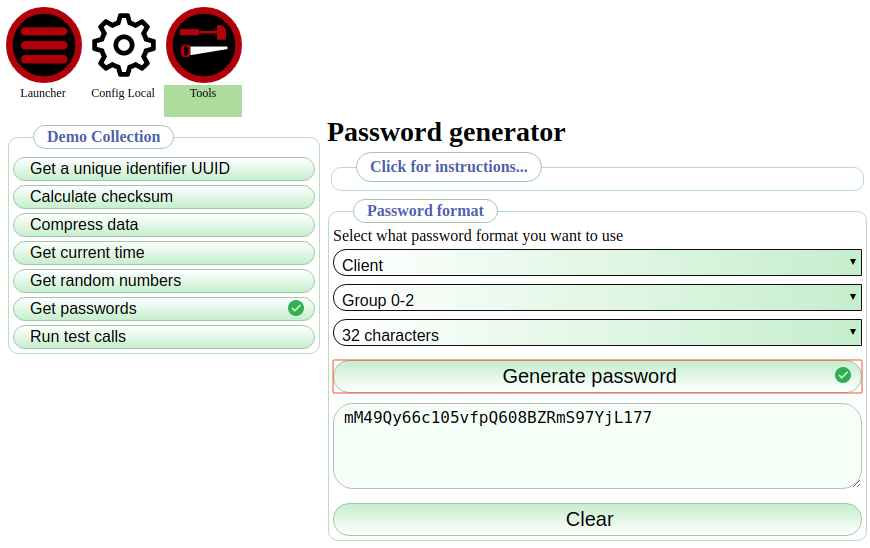 Launcher
Config Local
Tools
Demo Collection
Get a unique identifier UUID
Calculate checksum
Compress data
Get current time
Get random numbers
Get passwords
Run test calls
Password generator
Click for instructions...
Password format
Select what password format you want to use
Client
Group 0-2
32 characters
Generate password
mM49Qy66c105vfpQ608BZRmS97YjL177
Clear